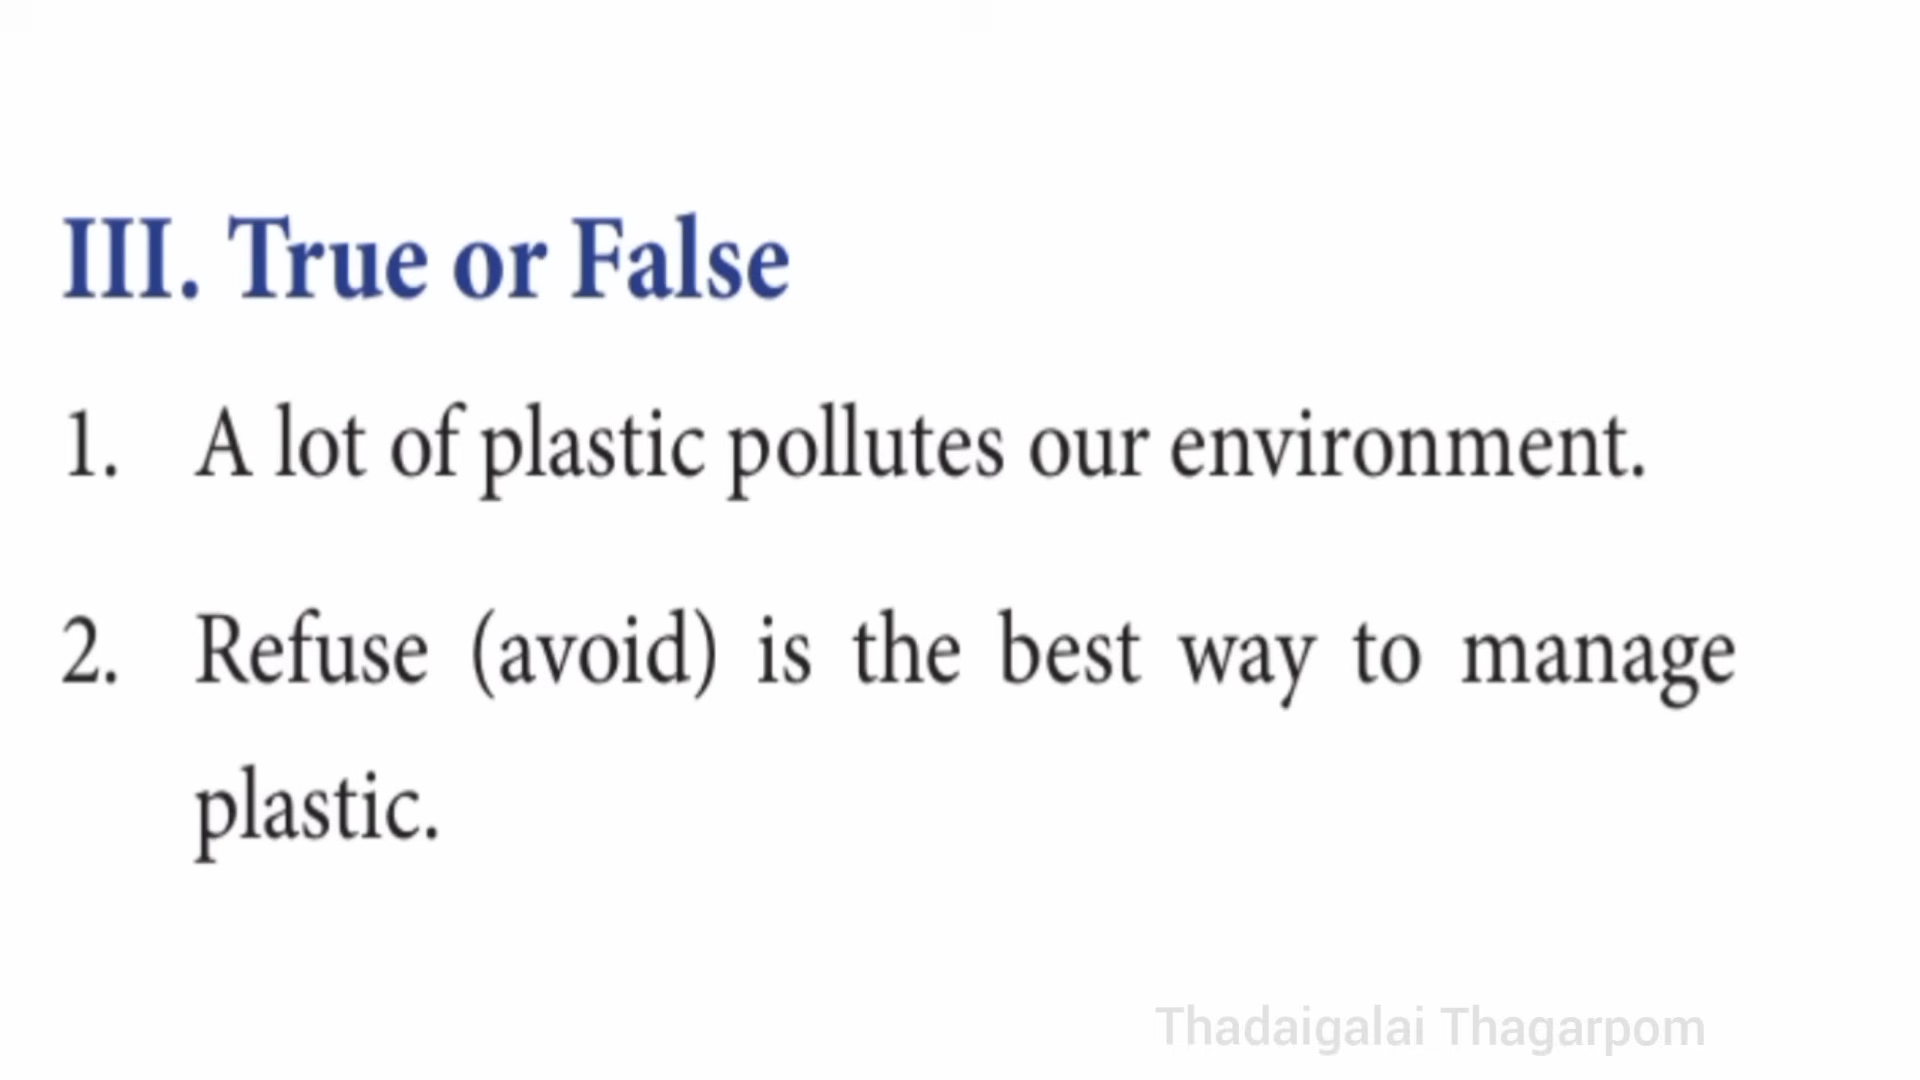 III. True or False
1. A lot of plastic pollutes our environment.
2. Refuse (avoid) is the best way to manage
plastic.
Thadaigalai Thagarpom